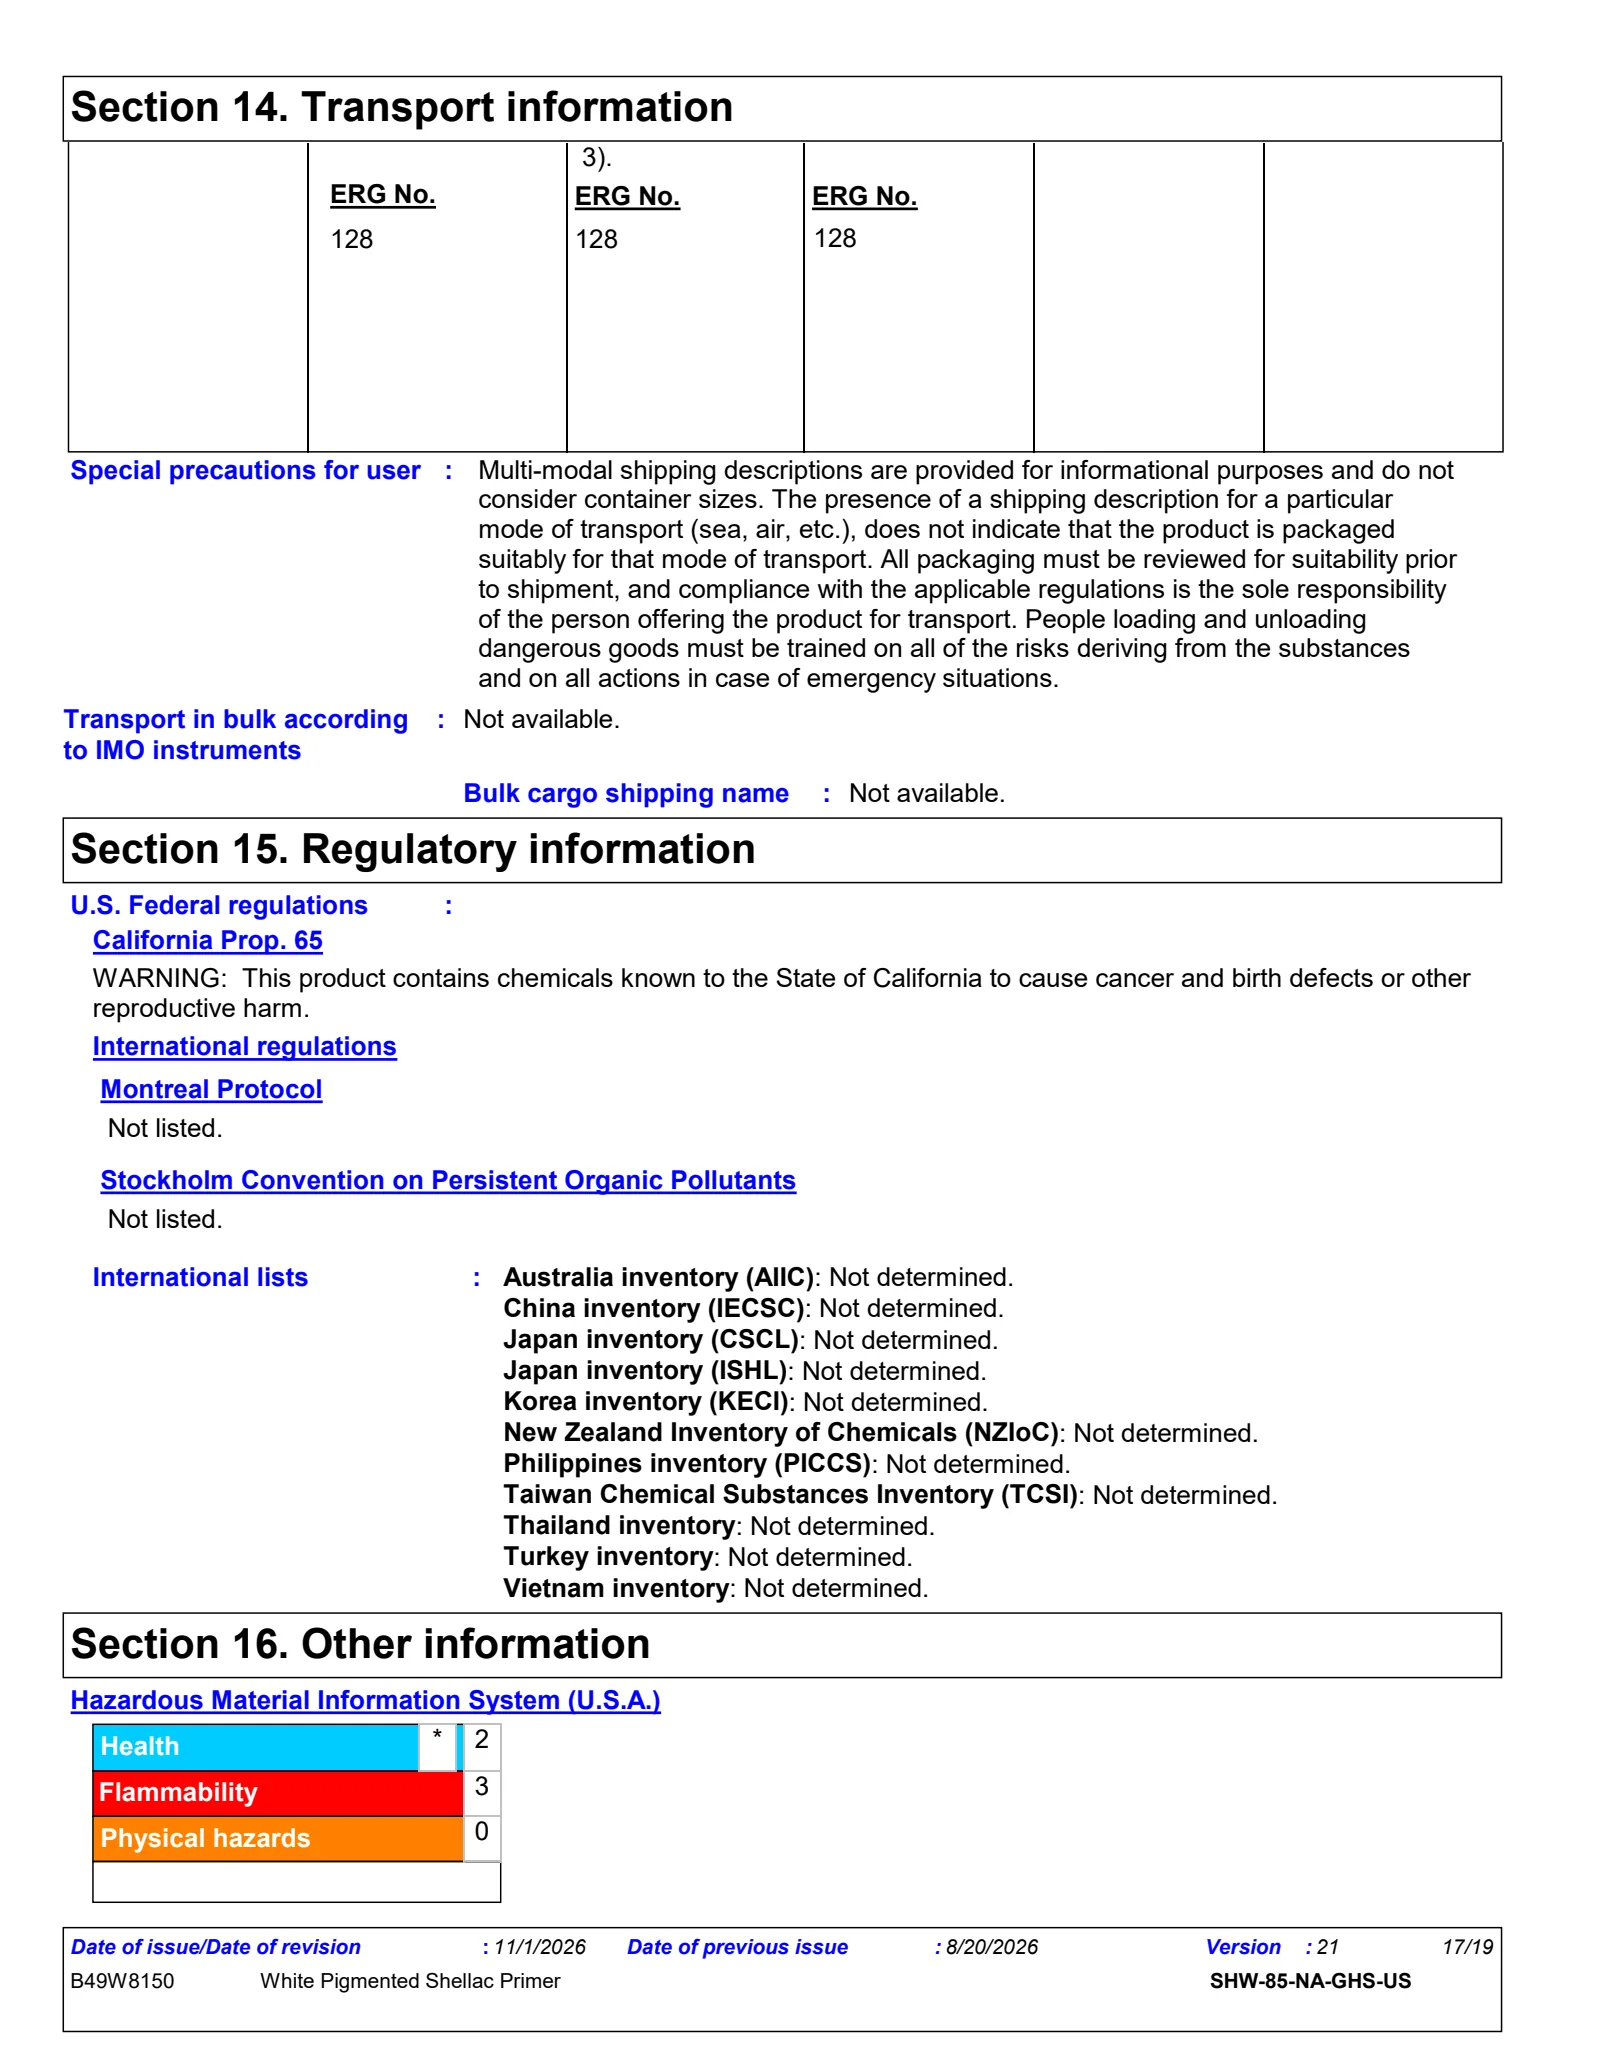 Section 14. Transport information
3).
ERG No. ERG No. ERG No.
128 128 128
Special precautions for user : Multi-modal shipping descriptions are provided for informational purposes and do not
consider container sizes. The presence of a shipping description for a particular
mode of transport (sea, air, etc.), does not indicate that the product is packaged
suitably for that mode of transport. All packaging must be reviewed for suitability prior
to shipment, and compliance with the applicable regulations is the sole responsibility
of the person offering the product for transport. People loading and unloading
dangerous goods must be trained on all of the risks deriving from the substances
and on all actions in case of emergency situations.
Transport in bulk according : Not available.
to IMO instruments
Bulk cargo shipping name : Not available.
Section 15. Regulatory information
U.S. Federal regulations :
California Prop. 65
WARNING: This product contains chemicals known to the State of California to cause cancer and birth defects or other
reproductive harm.
International regulations
Montreal Protocol
Not listed.
Stockholm Convention on Persistent Organic Pollutants
Not listed.
International lists : Australia inventory (AIIC): Not determined.
China inventory (IECSC): Not determined.
Japan inventory (CSCL): Not determined.
Japan inventory (ISHL): Not determined.
Korea inventory (KECI): Not determined.
New Zealand Inventory of Chemicals (NZIoC): Not determined.
Philippines inventory (PICCS): Not determined.
Taiwan Chemical Substances Inventory (TCSI): Not determined.
Thailand inventory: Not determined.
Turkey inventory: Not determined.
Vietnam inventory: Not determined.
Section 16. Other information
Hazardous Material Information System (U.S.A.)
Health * 2
Flammability 3
Physical hazards 0
Date of issue/Date of revision : 11/1/2026 Date of previous issue : 8/20/2026 Version : 21 17/19
B49W8150 White Pigmented Shellac Primer SHW-85-NA-GHS-US